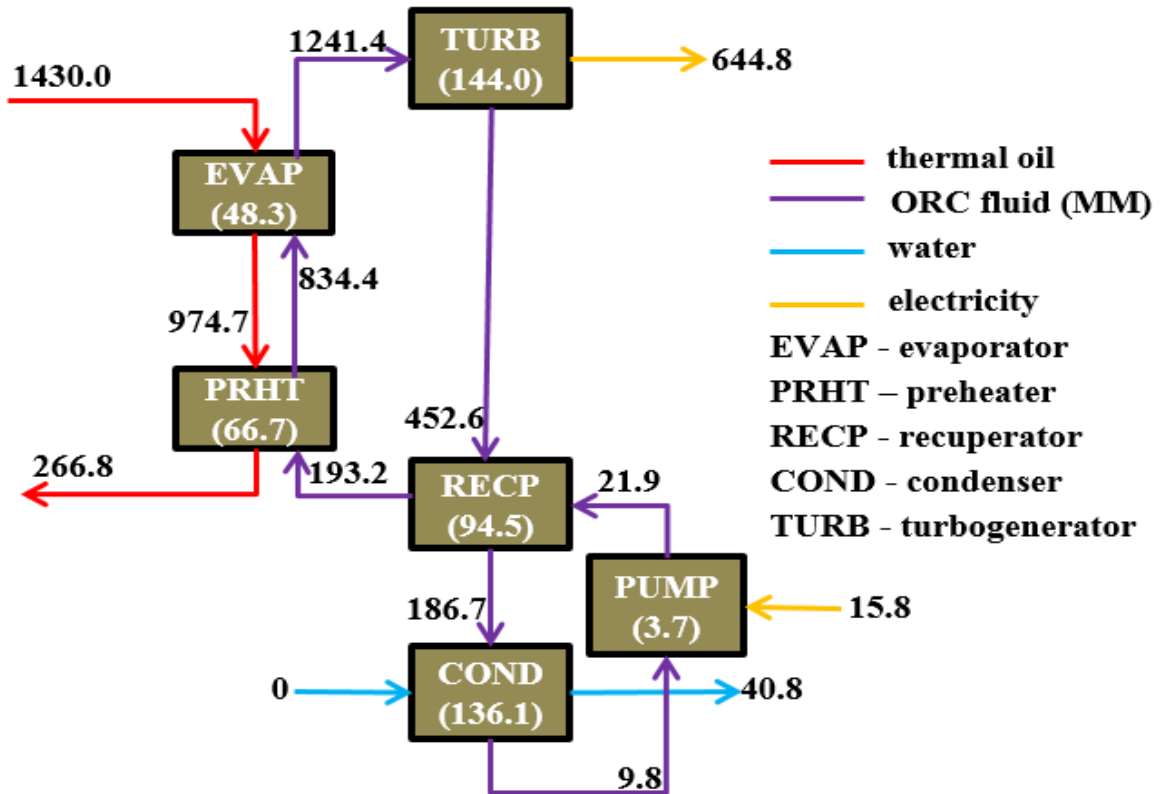 1241.4
TURB
(144.0)
644.8
1430.0
EVAP
(48.3)
834.4
974.7
PRHT
(66.7)
452.6
266.8
193.2
RECP
(94.5)
21.9
186.7
PUMP
(3.7)
15.8
0
COND
(136.1)
40.8
9.8
thermal oil
ORC fluid (MM)
water
electricity
EVAP - evaporator
PRHT – preheater
RECP - recuperator
COND - condenser
TURB - turbogenerator